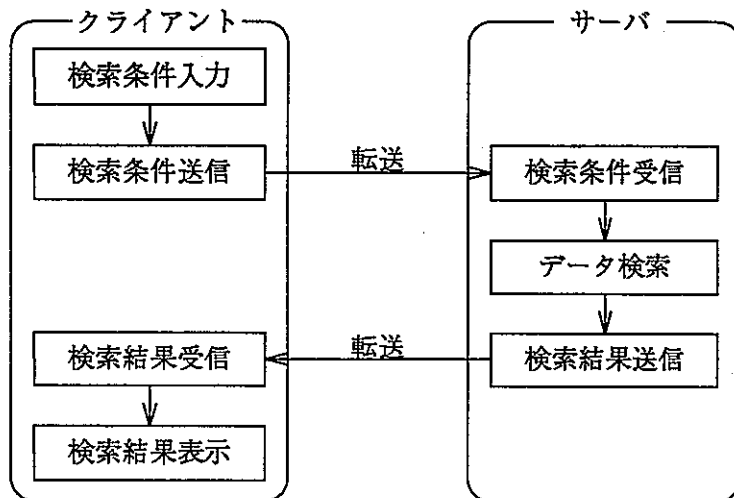 クライアント
検索条件入力
検索条件送信
検索結果受信
検索結果表示
転送
転送
サーバ
検索条件受信
データ検索
検索結果送信